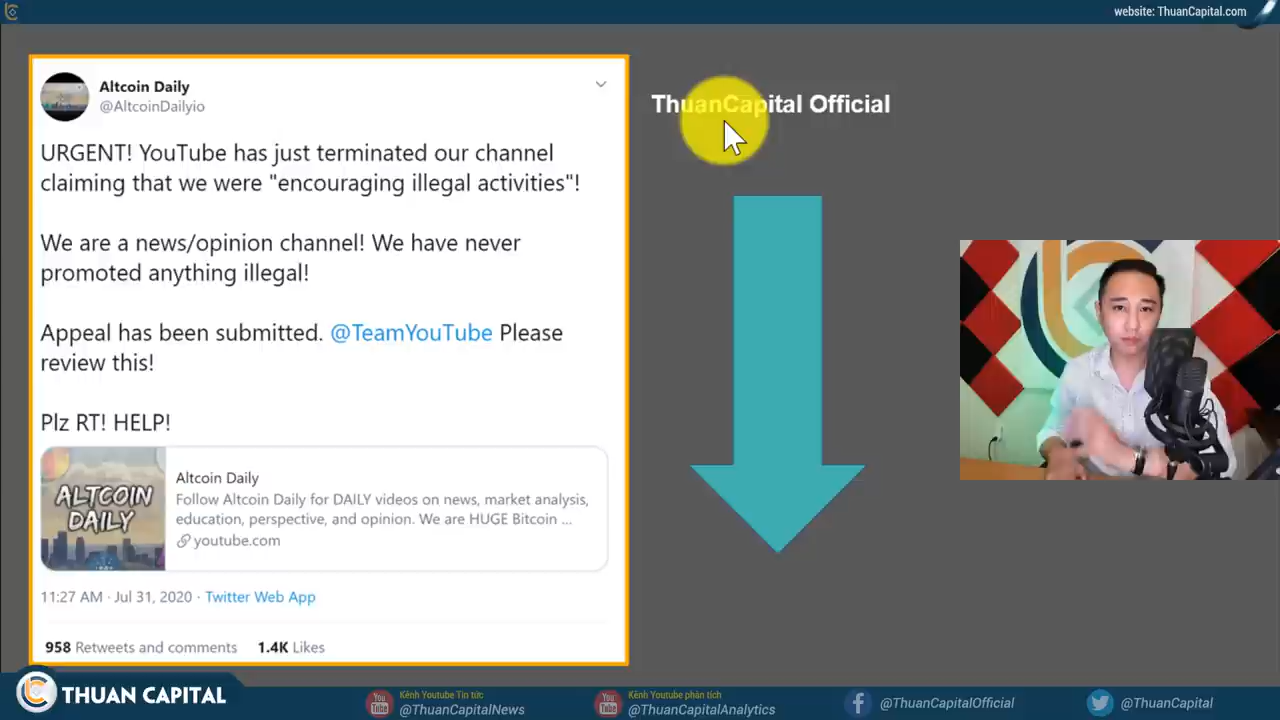 website: ThuanCapital.com
Altcoin Daily
@AltcoinDailyio
URGENT! YouTube has just terminated our channel
claiming that we were "encouraging illegal activities"!
We are a news/opinion channel! We have never
promoted anything illegal!
Appeal has been submitted. @TeamYouTube Please
review this!
Plz RT! HELP!
ALTCOIN
DAILY
Altcoin Daily
Follow Altcoin Daily for DAILY videos on news, market analysis,
education, perspective, and opinion. We are HUGE Bitcoin ...
youtube.com
11:27 AM · Jul 31, 2020 · Twitter Web App
958 Retweets and comments 1.4K Likes
ThuanCapital Official
THUAN CAPITAL
You
Tube
Kênh Youtube Tin tức
@ThuanCapitalNews
You
Tube
Kênh Youtube phân tích
@ThuanCapitalAnalytics
@ThuanCapitalOfficial
@ThuanCapital